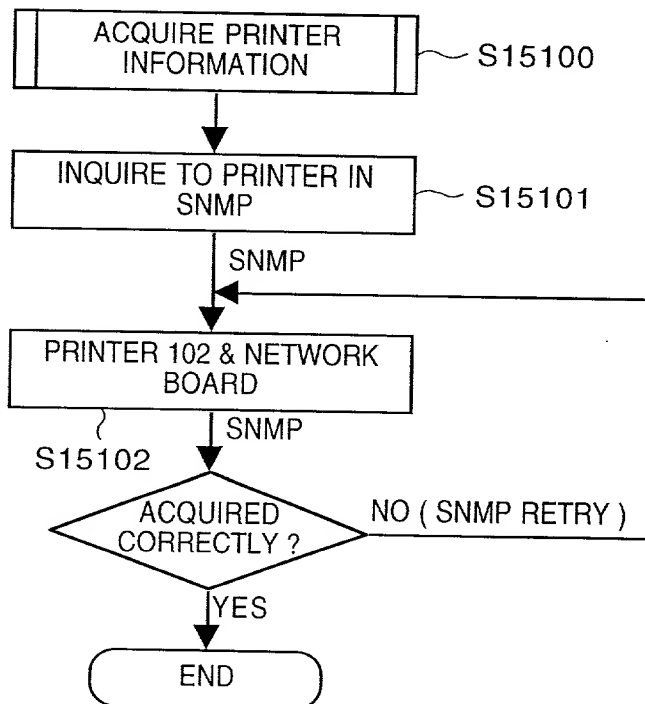 ACQUIRE PRINTER
INFORMATION
S15100
INQUIRE TO PRINTER IN
SNMP
S15101
SNMP
PRINTER 102 & NETWORK
BOARD
SNMP
S15102
ACQUIRED
CORRECTLY ?
NO ( SNMP RETRY )
YES
END